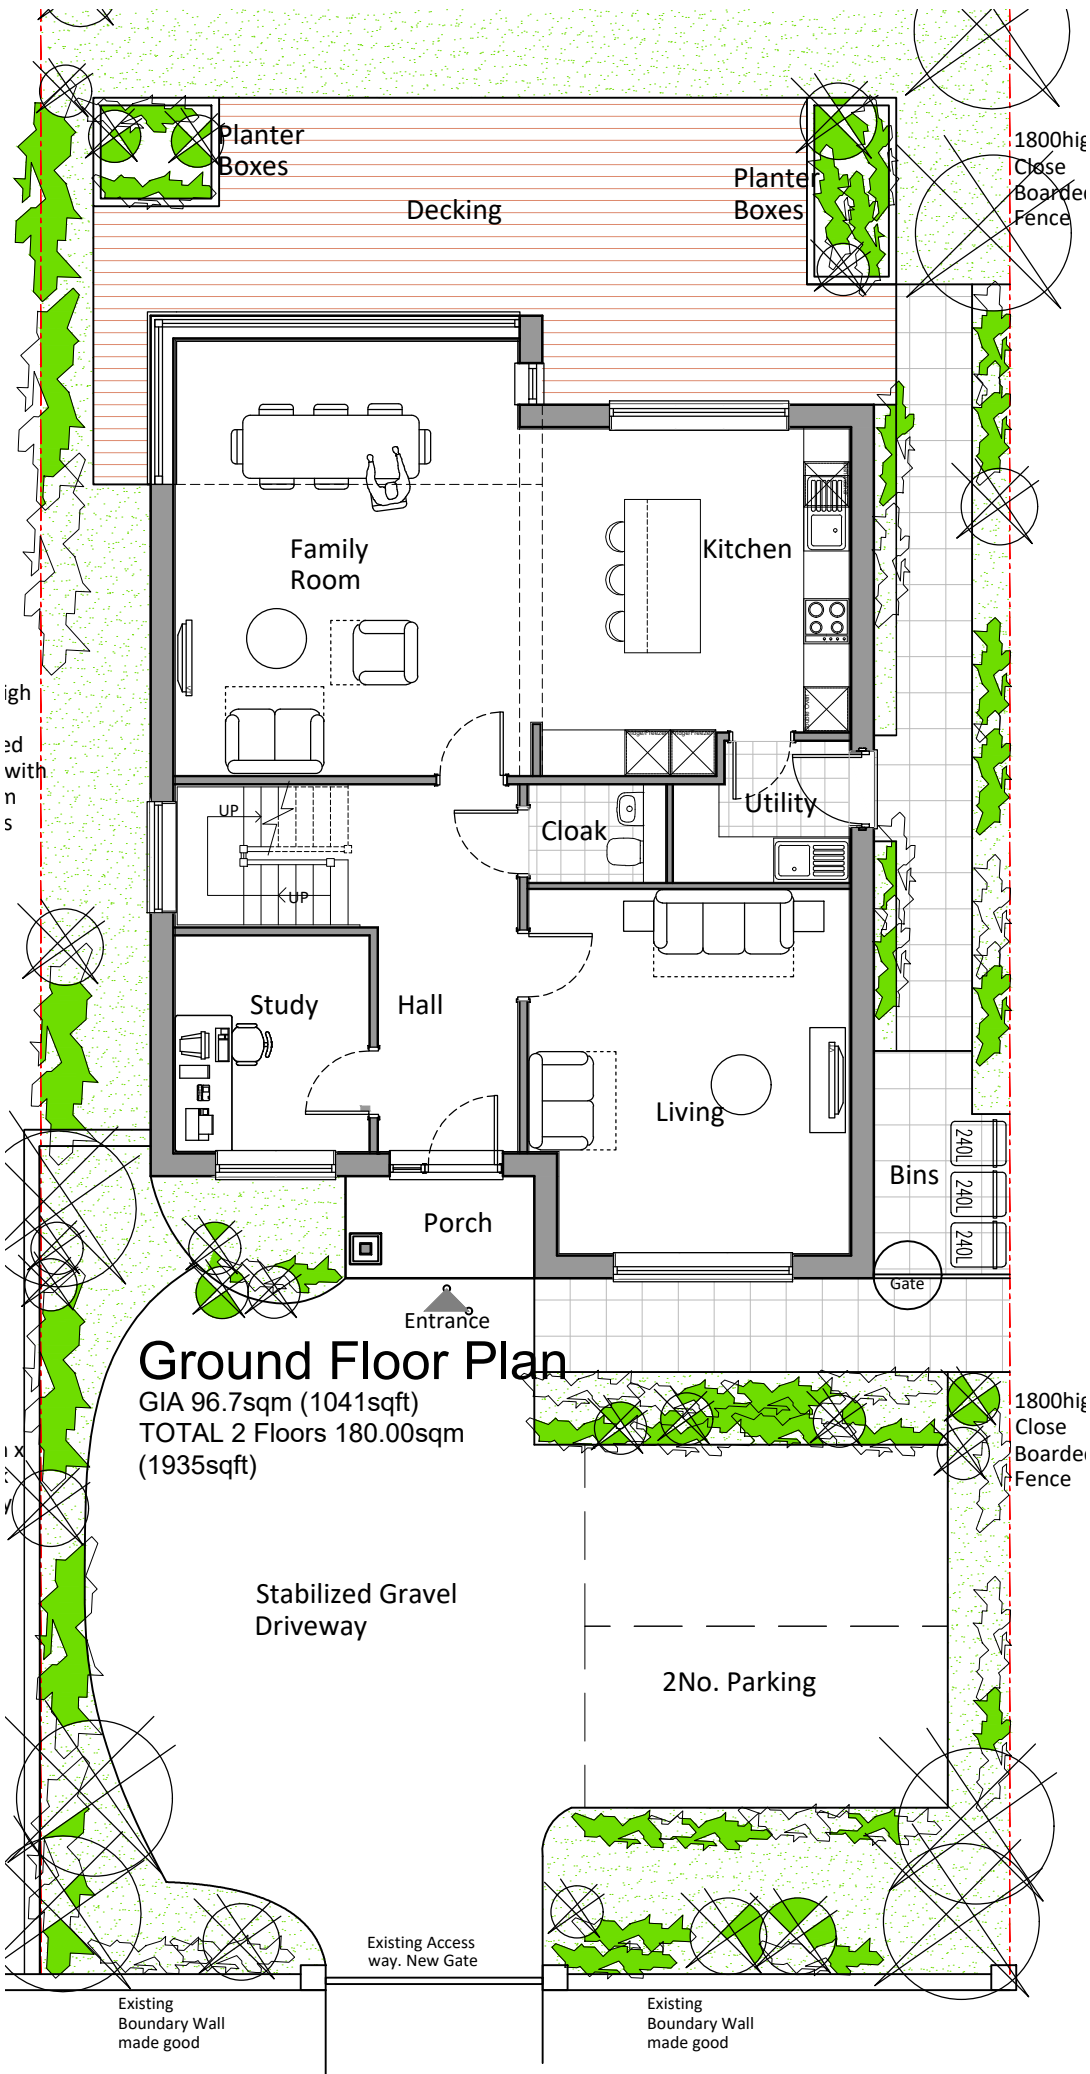 Planter
Boxes
Decking
Planter
Boxes
1800hig
Close
Boarded
Fence
Family
Room
Kitchen
igh
ed
with
m
s
UP
UP
Cloak
Utility
Study
Hall
Living
Bins
240L
240L
240L
Porch
Gate
Entrance
Ground Floor Plan
GIA 96.7sqm (1041sqft)
TOTAL 2 Floors 180.00sqm
(1935sqft)
1800hig
Close
Boarded
Fence
x
Stabilized Gravel
Driveway
2No. Parking
Existing Access
way. New Gate
Existing
Boundary Wall
made good
Existing
Boundary Wall
made good